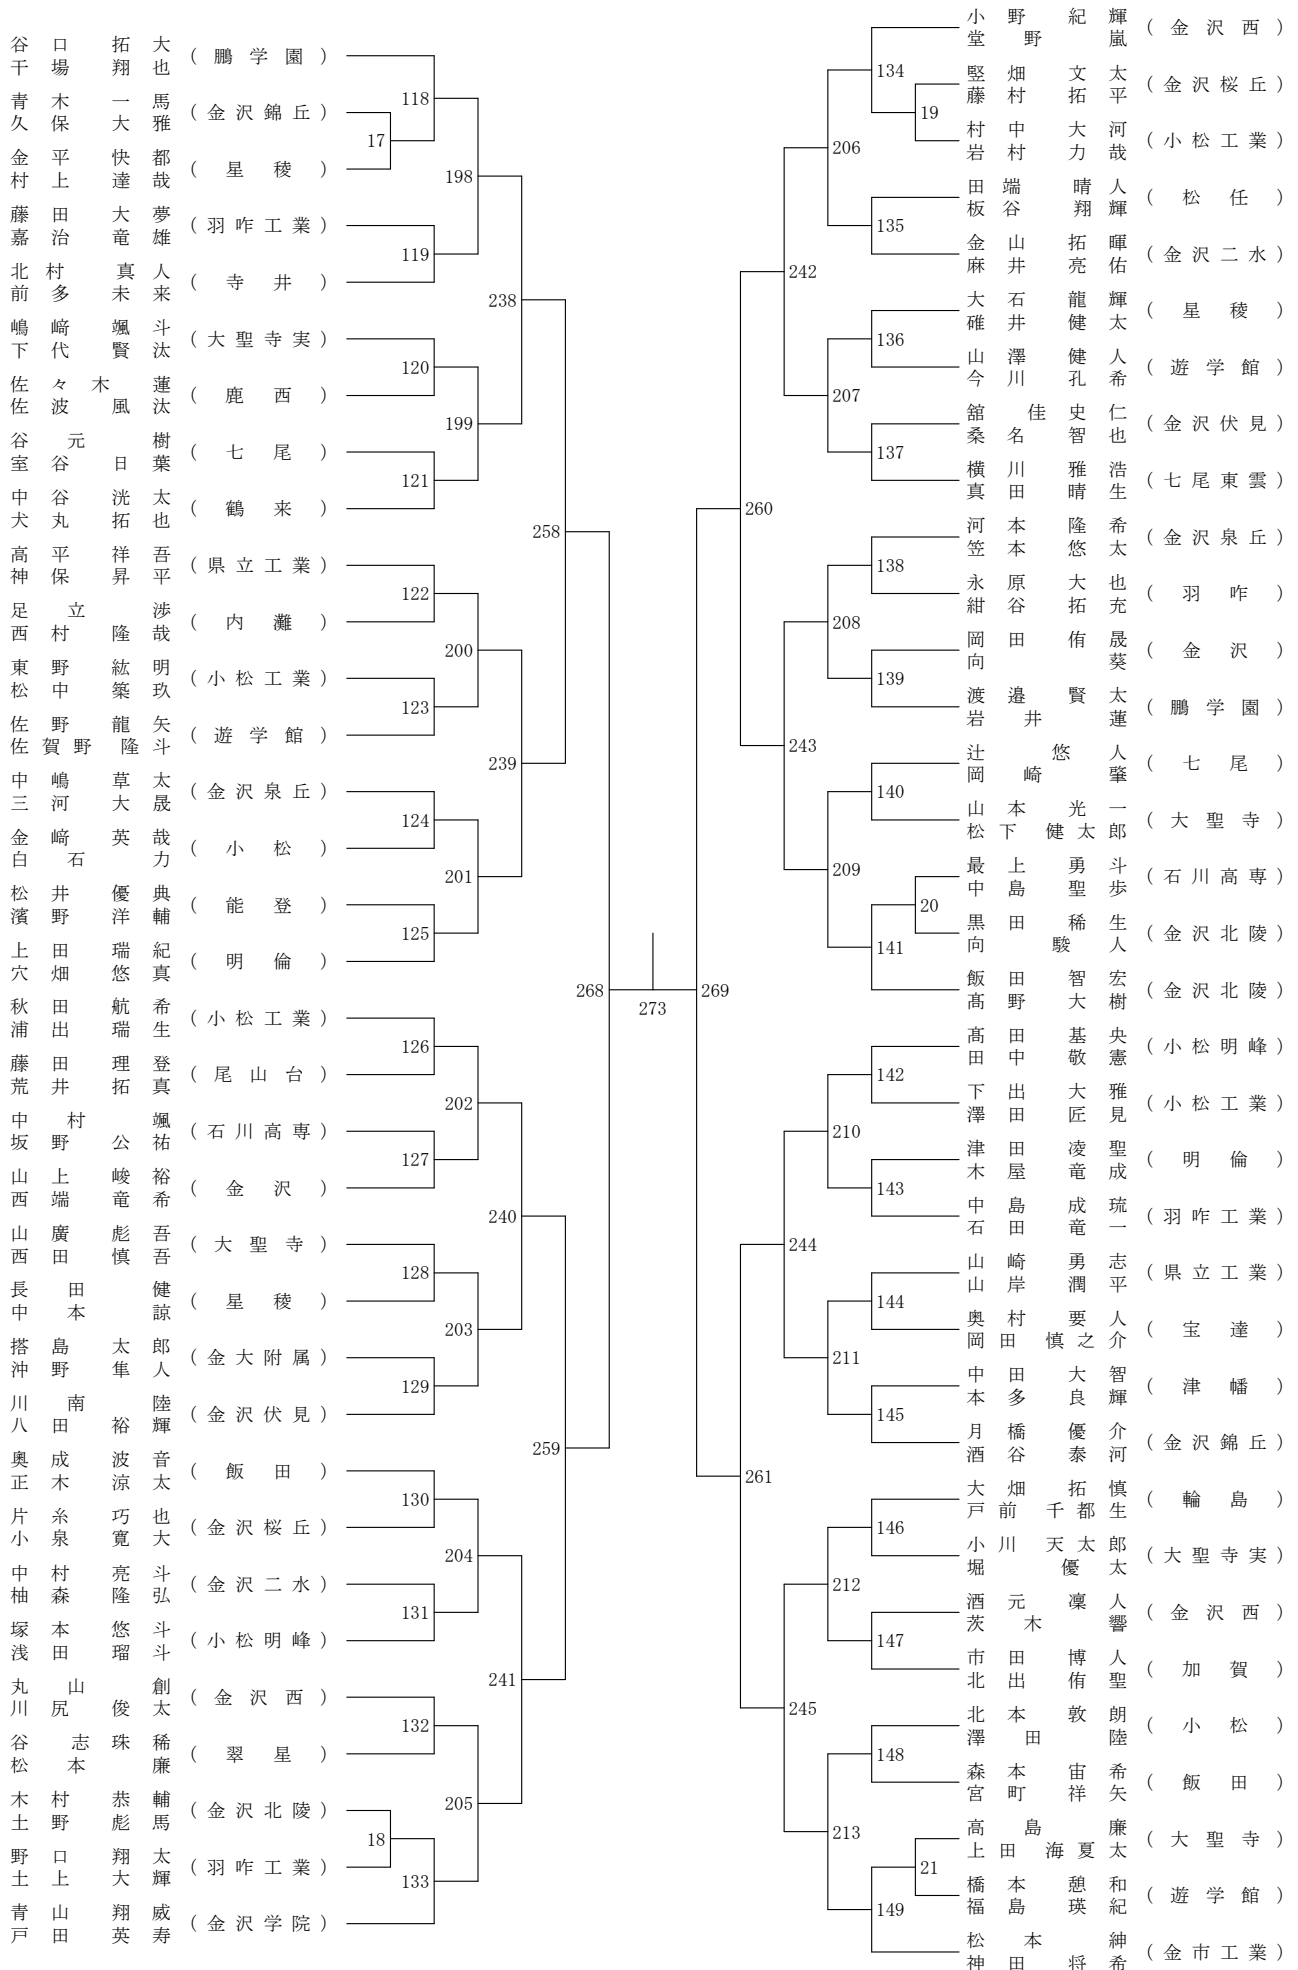 谷口拓大
干場翔也
(鵬学園)
青木一馬
久保大雅
(金沢錦丘)
金平快都
村上達哉
(星稜)
藤田大夢
嘉治竜雄
(羽咋工業)
北村真人
前多未来
(寺井)
嶋﨑颯斗
下代賢汰
(大聖寺実)
佐々木蓮
佐波風汰
(鹿西)
谷元樹
室谷日葉
(七尾)
中谷洸太
犬丸拓也
(鶴来)
高平祥吾
神保昇平
(県立工業)
足立渉
西村隆哉
(内灘)
東野紘明
松中築玖
(小松工業)
佐野龍矢
佐賀野隆斗
(遊学館)
中嶋草太
三河大晟
(金沢泉丘)
金﨑英哉
白石力
(小松)
松井優典
濱野洋輔
(能登)
上田瑞紀
穴畑悠真
(明倫)
秋田航希
浦出瑞生
(小松工業)
藤田理登
荒井拓真
(尾山台)
中村颯
坂野公祐
(石川高専)
山上峻裕
西端竜希
(金沢)
山廣彪吾
西田慎吾
(大聖寺)
長田健
中本諒
(星稜)
搭島太郎
沖野隼人
(金大附属)
川南陸
八田裕輝
(金沢伏見)
奥成波音
正木涼太
(飯田)
片糸巧也
小泉寛大
(金沢桜丘)
中村亮斗
柚森隆弘
(金沢二水)
塚本悠斗
浅田瑠斗
(小松明峰)
丸山創
川尻俊太
(金沢西)
谷志珠稀
松本廉
(翠星)
木村恭輔
土野彪馬
(金沢北陵)
野口翔太
土上大輝
(羽咋工業)
青山翔威
戸田英寿
(金沢学院)
17
18
118
119
120
121
122
123
124
125
126
127
128
129
130
131
132
133
198
199
200
201
202
203
204
205
238
239
240
241
258
259
268
273
269
260
261
242
243
244
245
206
207
208
209
210
211
212
213
134
135
136
137
138
139
140
141
142
143
144
145
146
147
148
149
19
20
21
小野紀輝
堂野嵐
(金沢西)
竪畑文太
藤村拓平
(金沢桜丘)
村中大河
岩村力哉
(小松工業)
田端晴人
板谷翔輝
(松任)
金山拓暉
麻井亮佑
(金沢二水)
大石龍輝
碓井健太
(星稜)
山澤健人
今川孔希
(遊学館)
舘佳史仁
桑名智也
(金沢伏見)
横川雅浩
真田晴生
(七尾東雲)
河本隆希
笠本悠太
(金沢泉丘)
永原大也
紺谷拓充
(羽咋)
岡田侑晟
向葵
(金沢)
渡邉賢太
岩井蓮
(鵬学園)
辻悠人
岡崎肇
(七尾)
山本光一
松下健太郎
(大聖寺)
最上勇斗
中島聖歩
(石川高専)
黒田稀生
向駿人
(金沢北陵)
飯田智宏
髙野大樹
(金沢北陵)
髙田基央
田中敬憲
(小松明峰)
下出大雅
澤田匠見
(小松工業)
津田凌聖
木屋竜成
(明倫)
中島成琉
石田竜一
(羽咋工業)
山崎勇志
山岸潤平
(県立工業)
奥村要人
岡田慎之介
(宝達)
中田大智
本多良輝
(津幡)
月橋優介
酒谷泰河
(金沢錦丘)
大畑拓慎
戸前千都生
(輪島)
小川天太郎
堀優太
(大聖寺実)
酒元凜人
茨木響
(金沢西)
市田博人
北出侑聖
(加賀)
北本敦朗
澤田陸
(小松)
森本宙希
宮町祥矢
(飯田)
高島廉
上田海夏太
(大聖寺)
橋本憩和
福島瑛紀
(遊学館)
松本紳
神田将希
(金市工業)